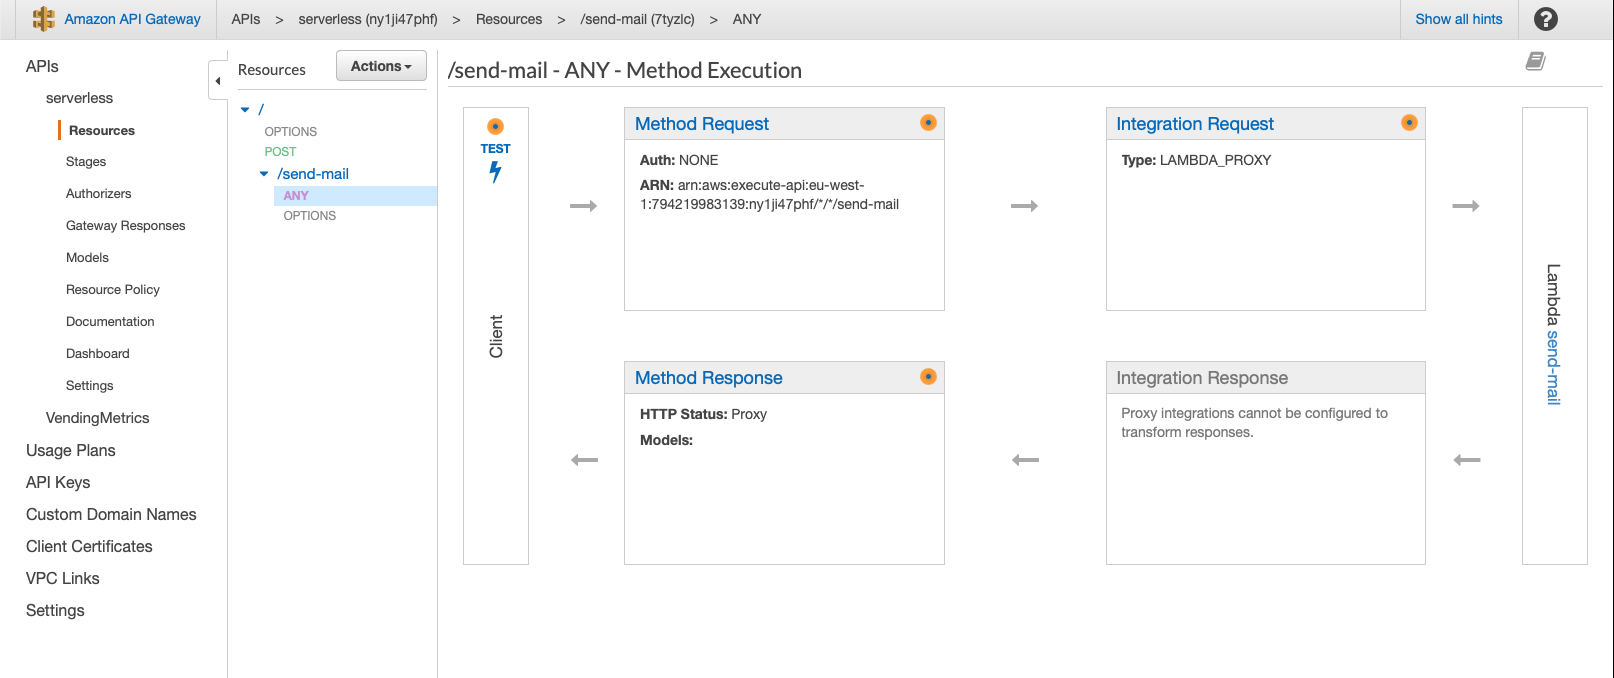 Amazon API Gateway
APIs > serverless (ny1ji47phf) > Resources > /send-mail (7tyzlc) > ANY
Show all hints
?
APIs
serverless
Resources
Stages
Authorizers
Gateway Responses
Models
Resource Policy
Documentation
Dashboard
Settings
VendingMetrics
Usage Plans
API Keys
Custom Domain Names
Client Certificates
VPC Links
Settings
Resources
Actions
/
OPTIONS
POST
/send-mail
ANY
OPTIONS
/send-mail - ANY - Method Execution
TEST
Client
Method Request
Auth: NONE
ARN: arn:aws:execute-api:eu-west-
1:794219983139:ny1ji47phf/*/*/send-mail
Integration Request
Type: LAMBDA_PROXY
Lambda send-mail
Method Response
HTTP Status: Proxy
Models:
Integration Response
Proxy integrations cannot be configured to
transform responses.